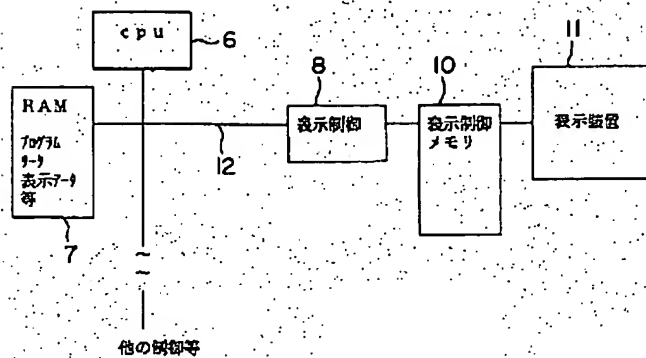 cpu
6
RAM
プログラム
データ
表示データ
等
7
12
8
表示制御
10
表示制御
メモリ
11
表示装置
他の制御等